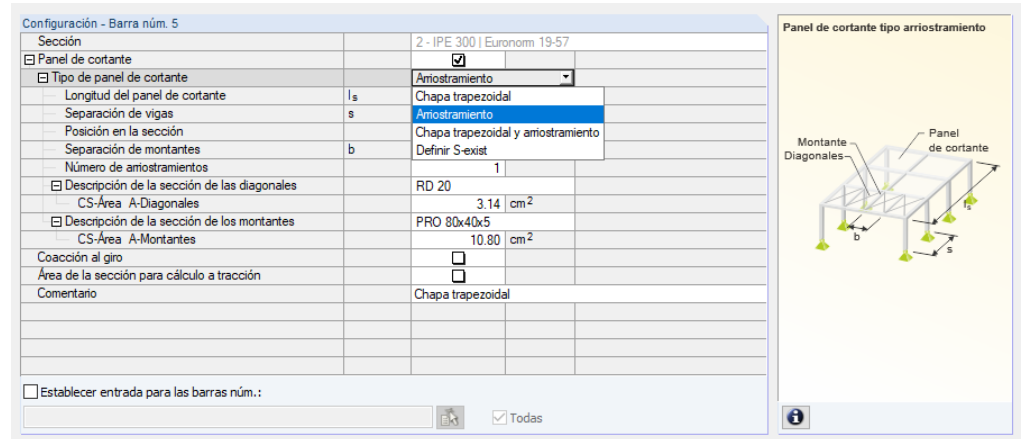 Configuración - Barra núm. 5
Sección 2 - IPE 300 | Euronorm 19-57
Panel de cortante
Tipo de panel de cortante Arriostramiento
Longitud del panel de cortante ls Chapa trapezoidal
Separación de vigas s Arriostramiento
Posición en la sección Chapa trapezoidal y arriostramiento
Separación de montantes b Definir S-exist
Número de arriostramientos 1
Descripción de la sección de las diagonales RD 20
CS-Área A-Diagonales 3.14 cm2
Descripción de la sección de los montantes PRO 80x40x5
CS-Área A-Montantes 10.80 cm2
Coacción al giro
Área de la sección para cálculo a tracción
Comentario Chapa trapezoidal
Establecer entrada para las barras núm.:
Todas
Panel de cortante tipo arriostramiento
Montante
Diagonales
Panel
de cortante
ls
b
s